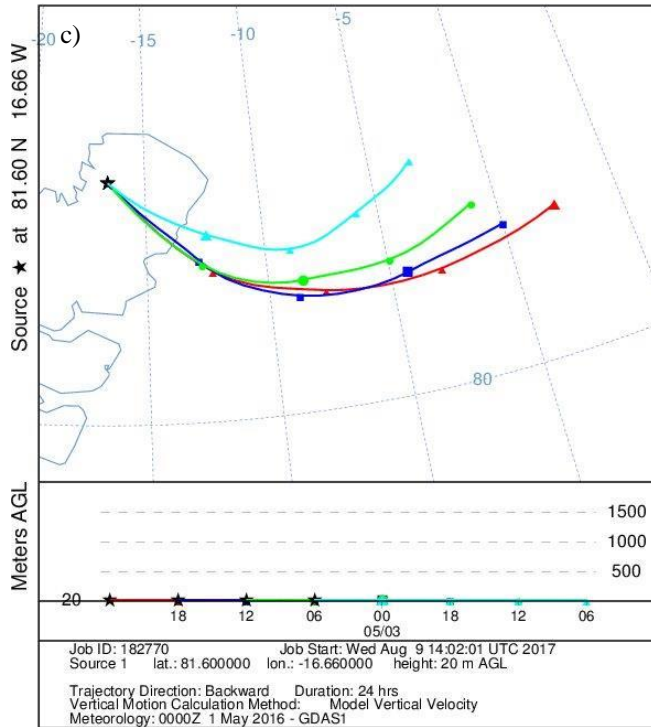 c)
-20
-15
-10
-5
80
Source ★ at 81.60 N 16.66 W
Meters AGL
1500
1000
500
20
18 12 06 00 18 12 06
05/03
Job ID: 182770 Job Start: Wed Aug 9 14:02:01 UTC 2017
Source 1 lat.: 81.600000 lon.: -16.660000 height: 20 m AGL
Trajectory Direction: Backward Duration: 24 hrs
Vertical Motion Calculation Method: Model Vertical Velocity
Meteorology: 0000Z 1 May 2016 - GDAS1